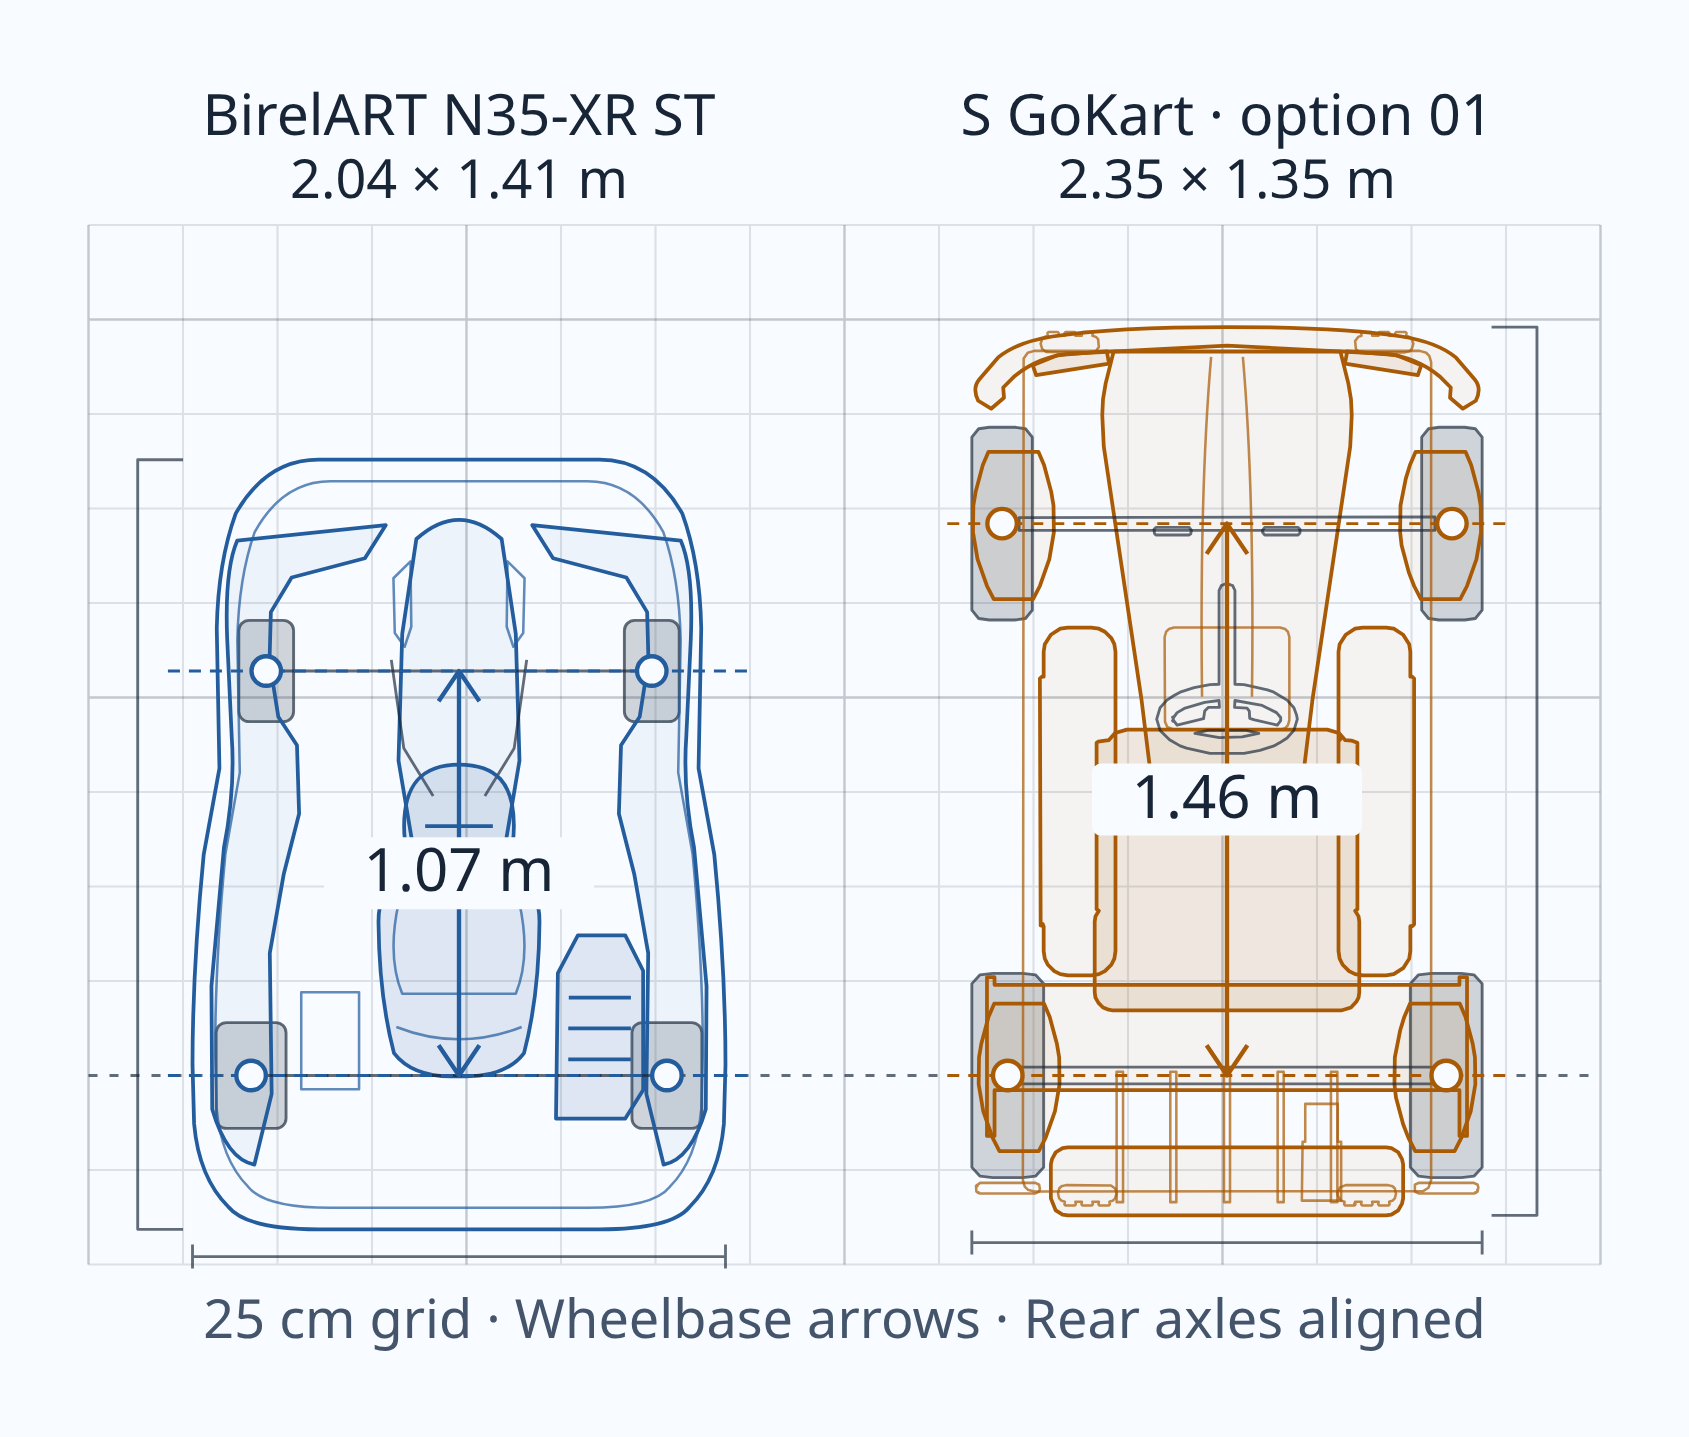 BirelART N35-XR ST
2.04 × 1.41 m
S GoKart · option 01
2.35 × 1.35 m
1.46 m
1.07 m
25 cm grid · Wheelbase arrows · Rear axles aligned